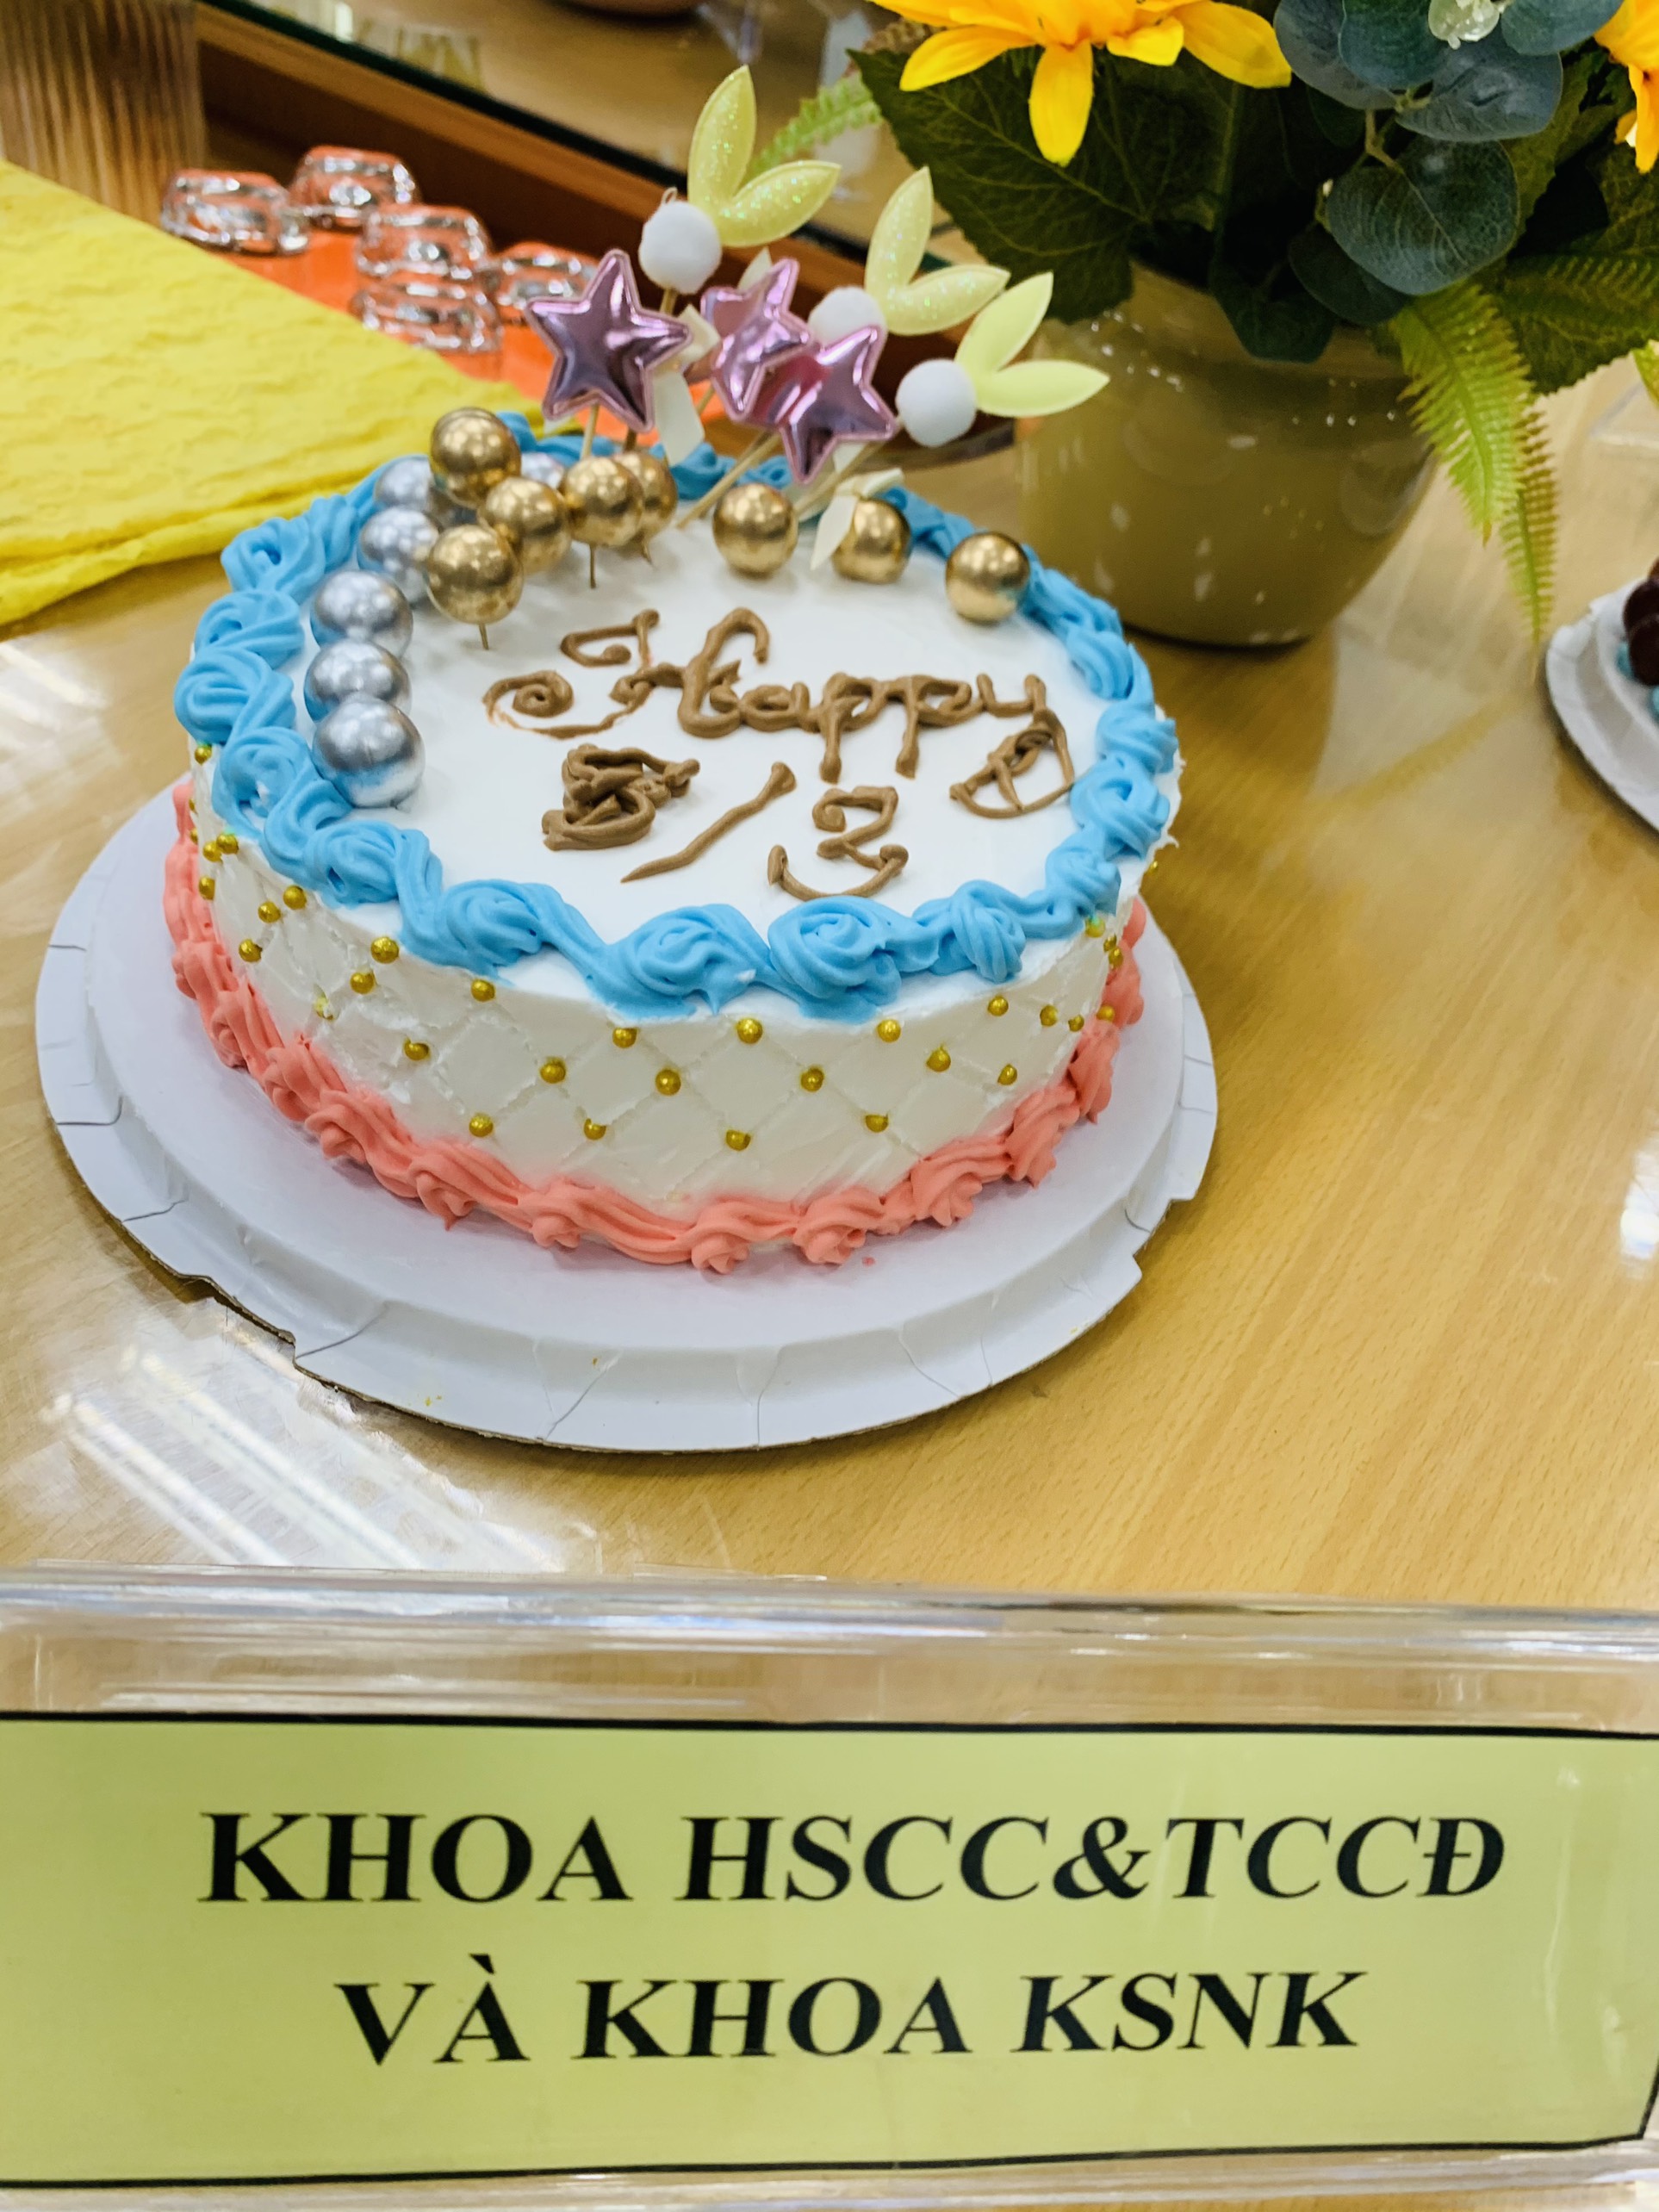 Happy
8/3
KHOA HSCC&TCCĐ
VÀ KHOA KSNK